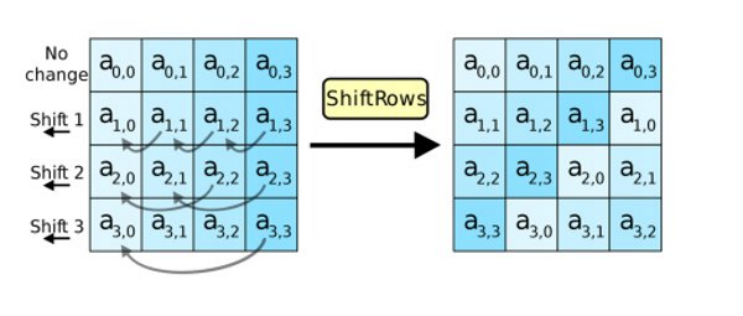 No change
a0,0 a0,1 a0,2 a0,3
Shift 1
a1,0 a1,1 a1,2 a1,3
Shift 2
a2,0 a2,1 a2,2 a2,3
Shift 3
a3,0 a3,1 a3,2 a3,3
ShiftRows
a0,0 a0,1 a0,2 a0,3
a1,1 a1,2 a1,3 a1,0
a2,2 a2,3 a2,0 a2,1
a3,3 a3,0 a3,1 a3,2